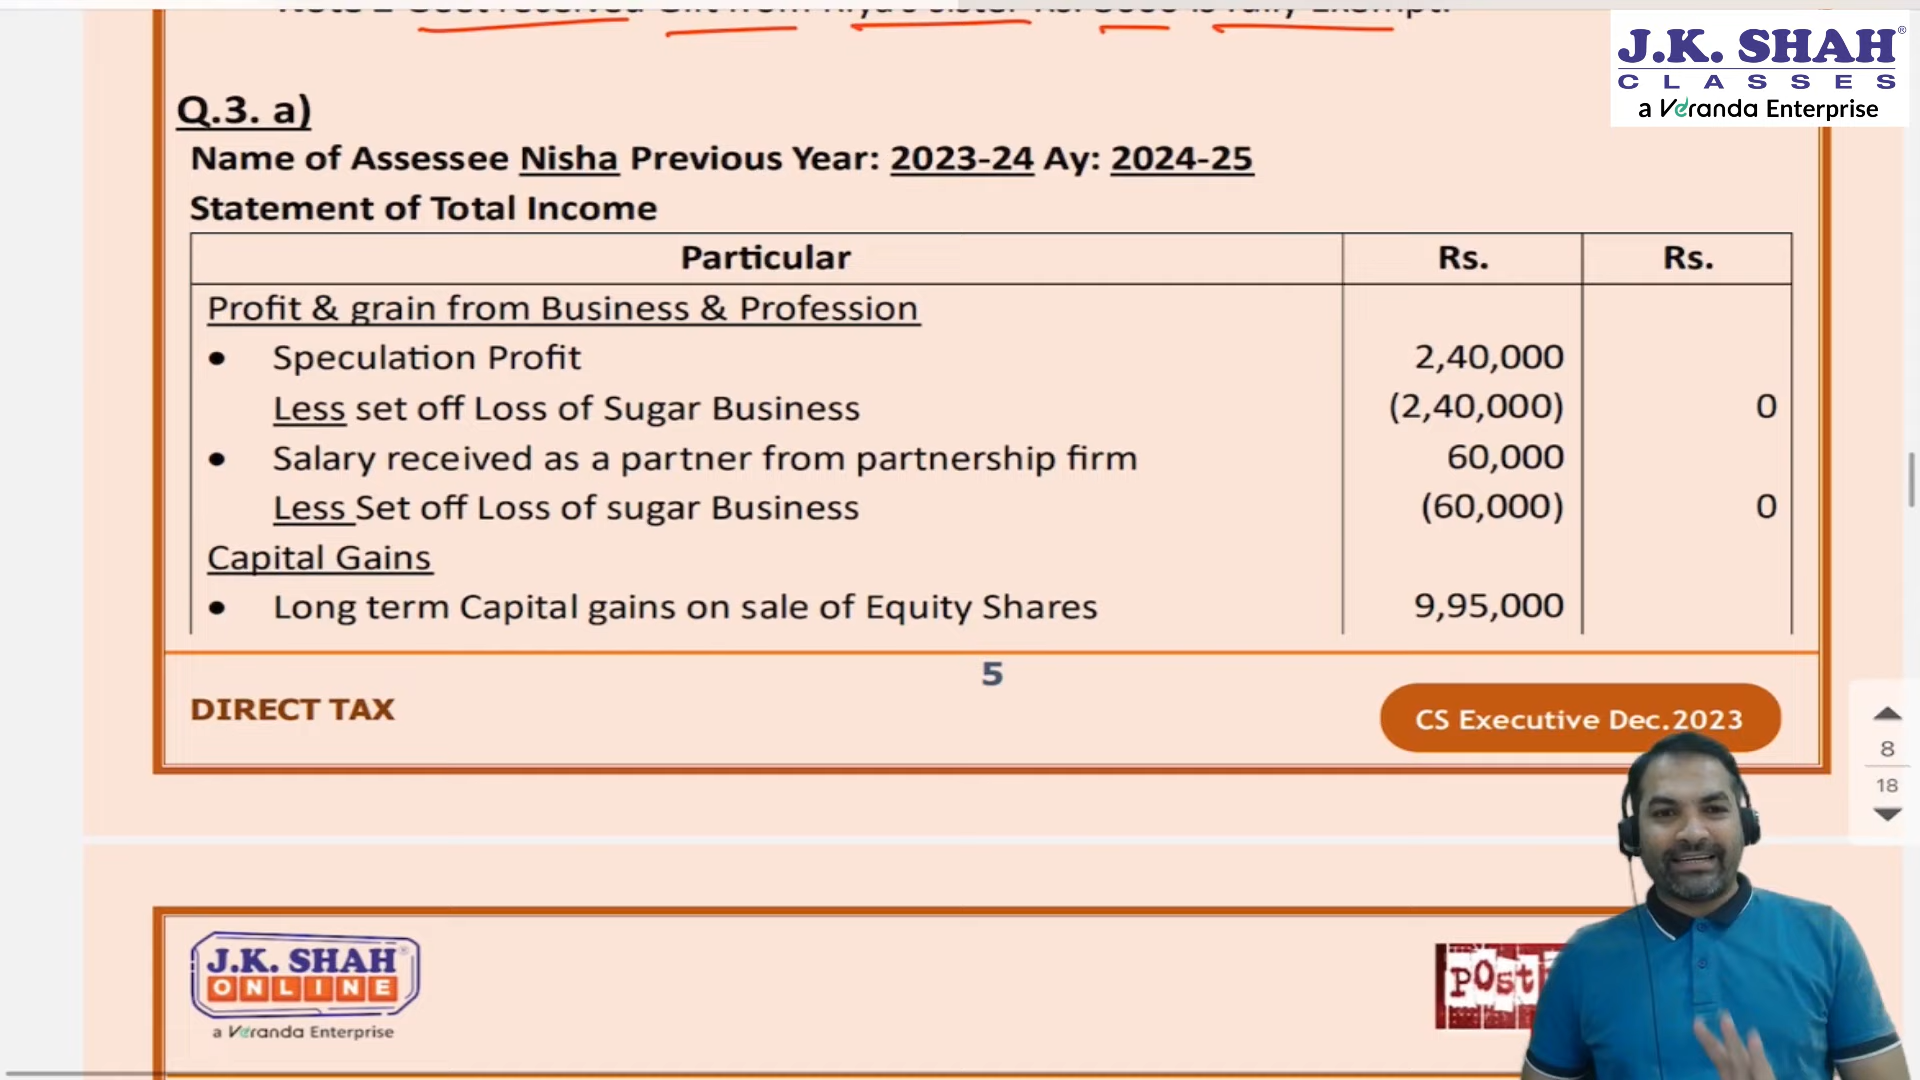 J.K. SHAH®
CLASSES
a Veranda Enterprise
Q.3. a)
Name of Assessee Nisha Previous Year: 2023-24 Ay: 2024-25
Statement of Total Income
Particular Rs. Rs.
Profit & grain from Business & Profession
• Speculation Profit 2,40,000
Less set off Loss of Sugar Business (2,40,000) 0
• Salary received as a partner from partnership firm 60,000
Less Set off Loss of sugar Business (60,000) 0
Capital Gains
• Long term Capital gains on sale of Equity Shares 9,95,000
5
DIRECT TAX
CS Executive Dec.2023
8
18
J.K. SHAH®
ONLINE
a Veranda Enterprise
post